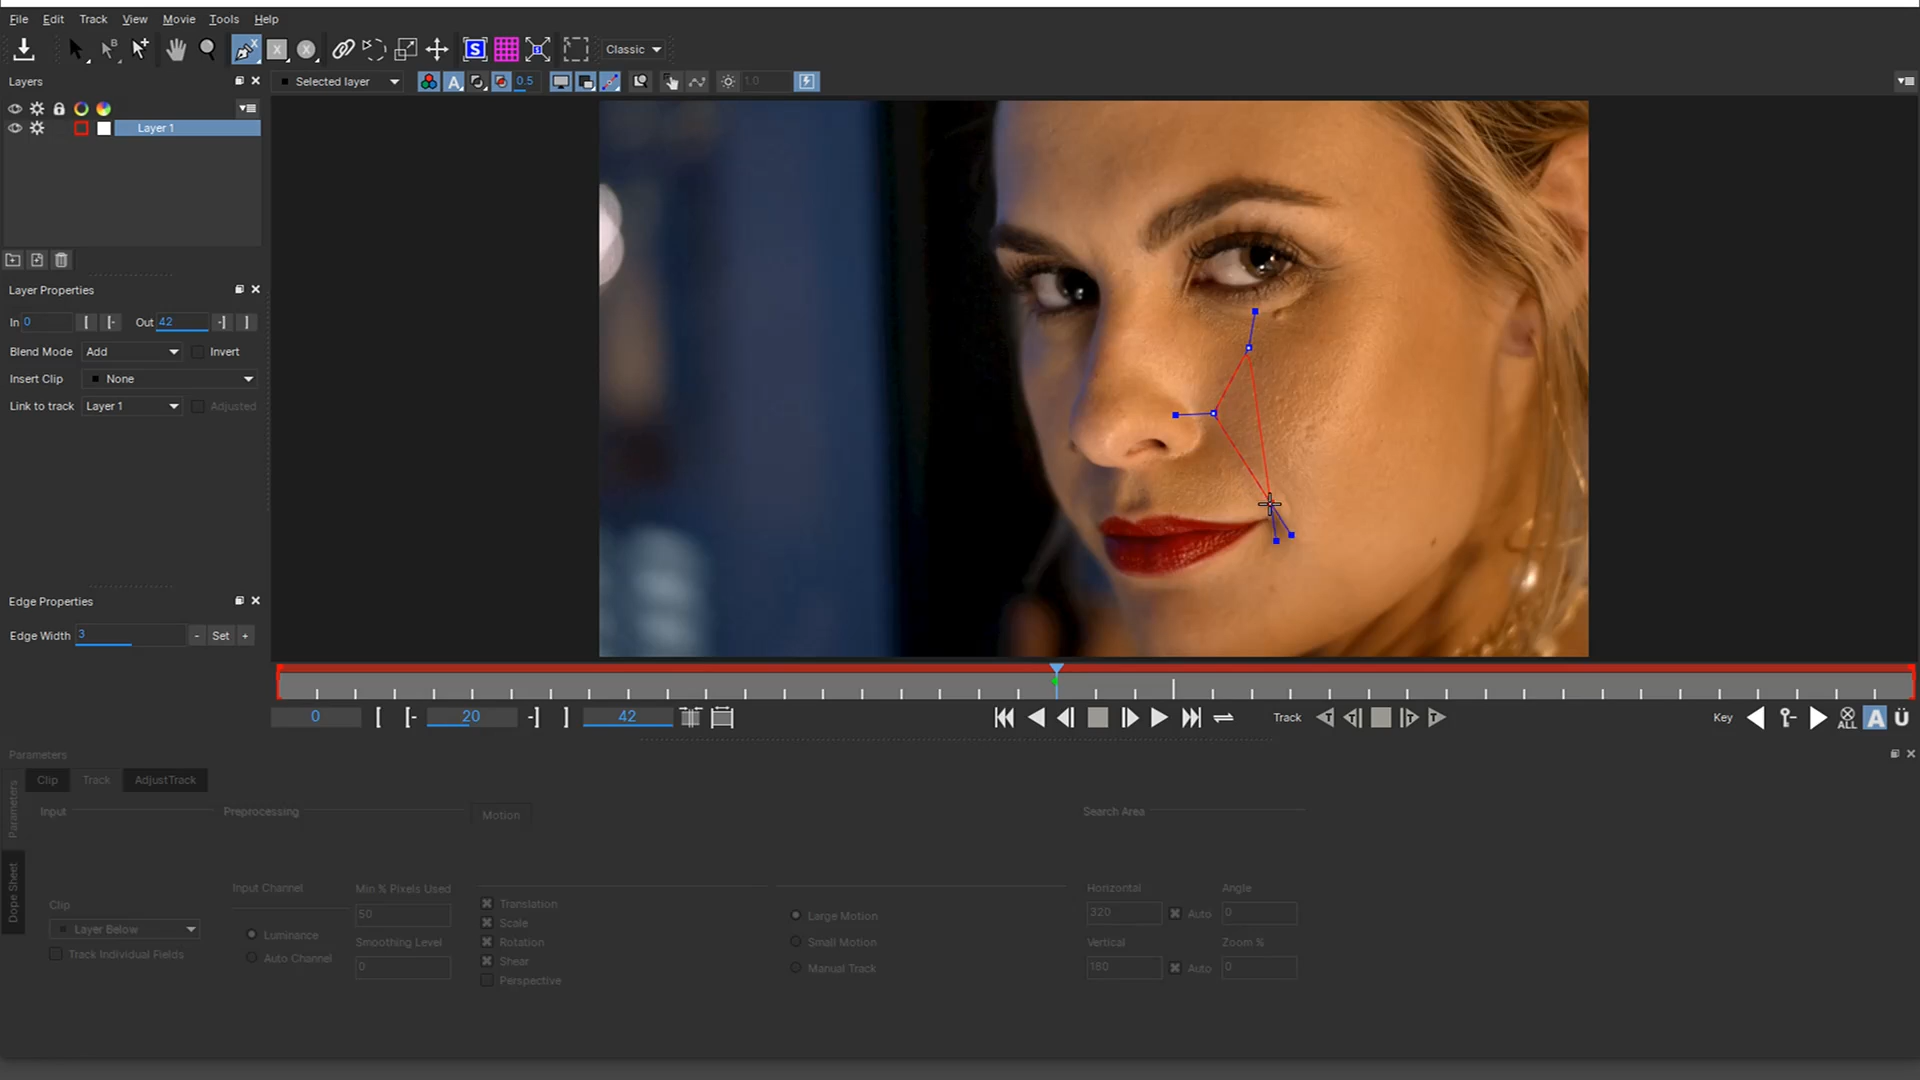 File Edit Track View Movie Tools Help
B X X X S Classic
Layers
Selected layer A 0.5 1.0
Layer 1
Layer Properties
In 0 [ [- Out 42 -] ]
Blend Mode Add Invert
Insert Clip None
Link to track Layer 1 Adjusted
Edge Properties
Edge Width 3 - Set +
0 [ [- 20 -] ] 42 Track T T T T Key ALL A Ü
Parameters
Clip Track AdjustTrack
Parameters
Dope Sheet
Input Preprocessing Motion Search Area
Input Channel Min % Pixels Used Horizontal Angle
Clip 50 Translation Large Motion 320 Auto 0
Layer Below Luminance Smoothing Level Scale Rotation Small Motion Vertical Zoom %
Track Individual Fields Auto Channel 0 Shear Manual Track 180 Auto 0
Perspective